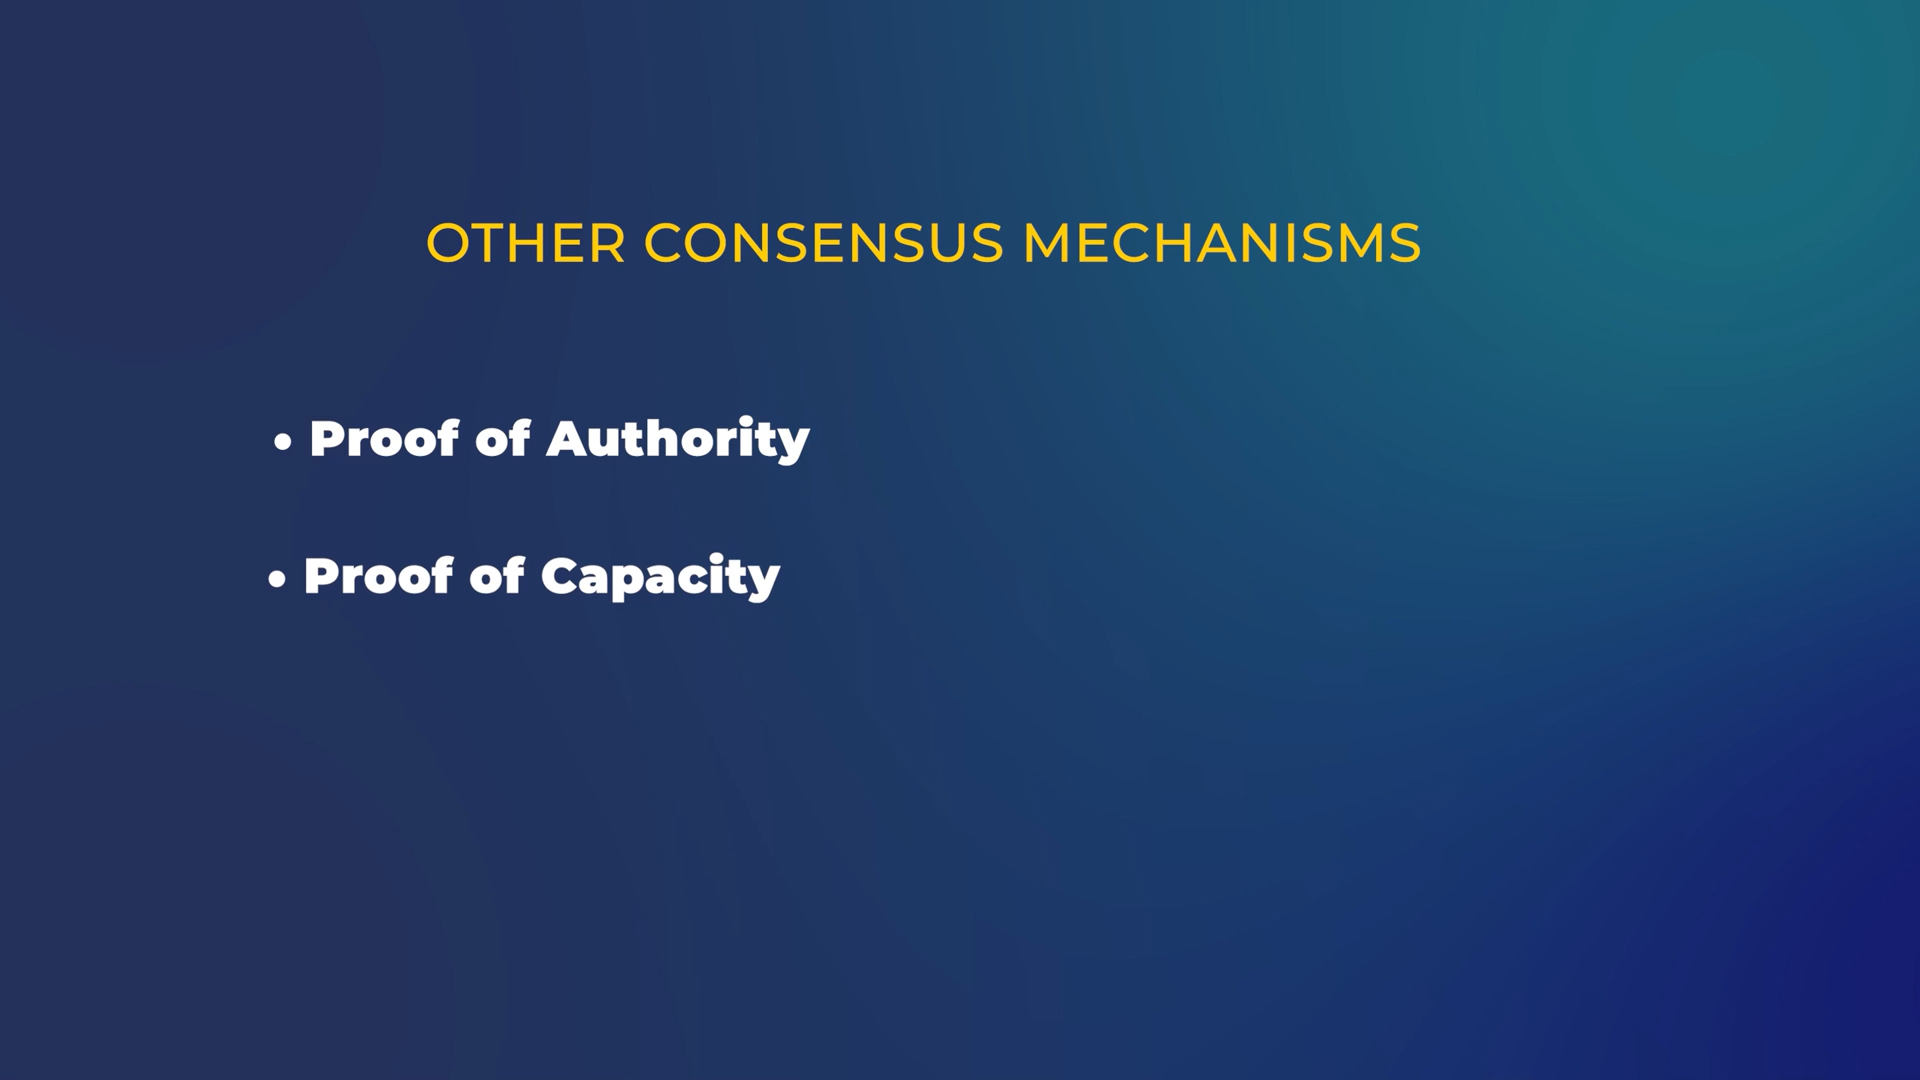 OTHER CONSENSUS MECHANISMS
• Proof of Authority
• Proof of Capacity